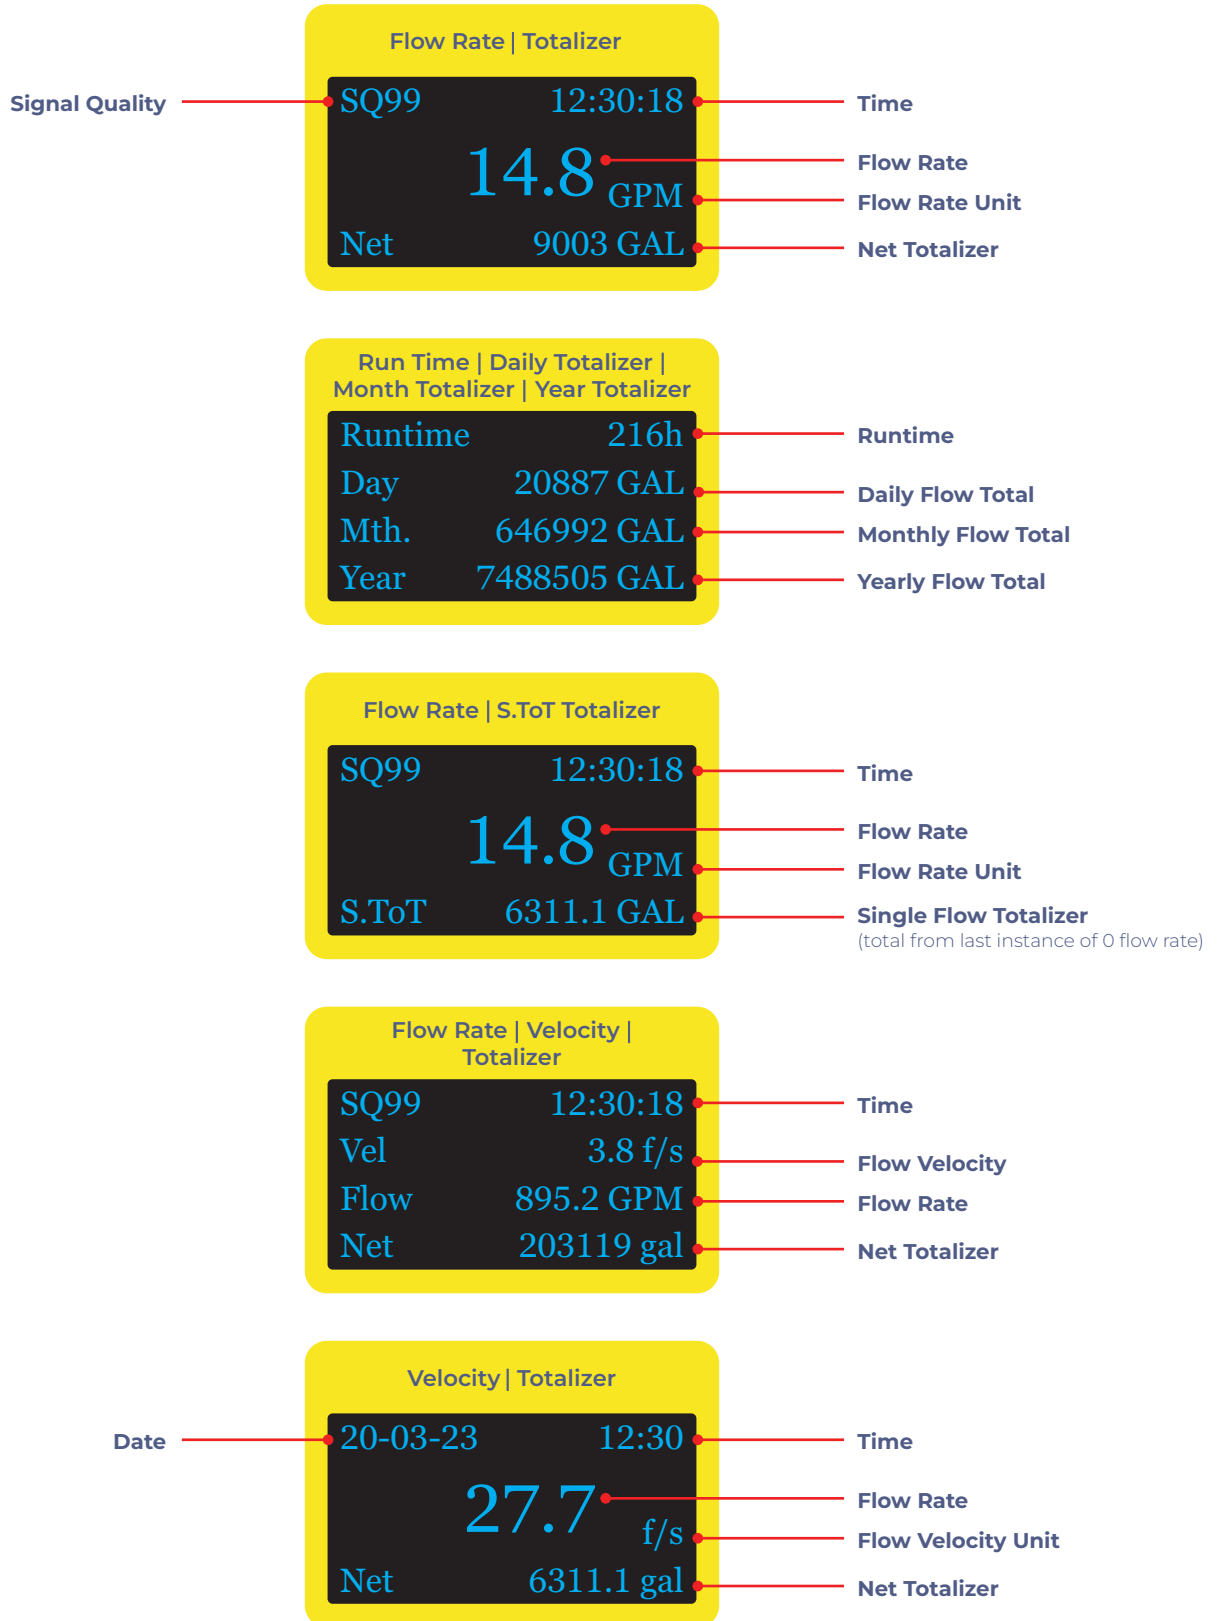 Flow Rate | Totalizer
Signal Quality
SQ99 12:30:18
Time
14.8
Flow Rate
GPM
Flow Rate Unit
Net 9003 GAL
Net Totalizer
Run Time | Daily Totalizer |
Month Totalizer | Year Totalizer
Runtime 216h
Runtime
Day 20887 GAL
Daily Flow Total
Mth. 646992 GAL
Monthly Flow Total
Year 7488505 GAL
Yearly Flow Total
Flow Rate | S.ToT Totalizer
SQ99 12:30:18
Time
14.8
Flow Rate
GPM
Flow Rate Unit
S.ToT 6311.1 GAL
Single Flow Totalizer
(total from last instance of 0 flow rate)
Flow Rate | Velocity |
Totalizer
SQ99 12:30:18
Time
Vel 3.8 f/s
Flow Velocity
Flow 895.2 GPM
Flow Rate
Net 203119 gal
Net Totalizer
Velocity | Totalizer
Date
20-03-23 12:30
Time
27.7
Flow Rate
f/s
Flow Velocity Unit
Net 6311.1 gal
Net Totalizer